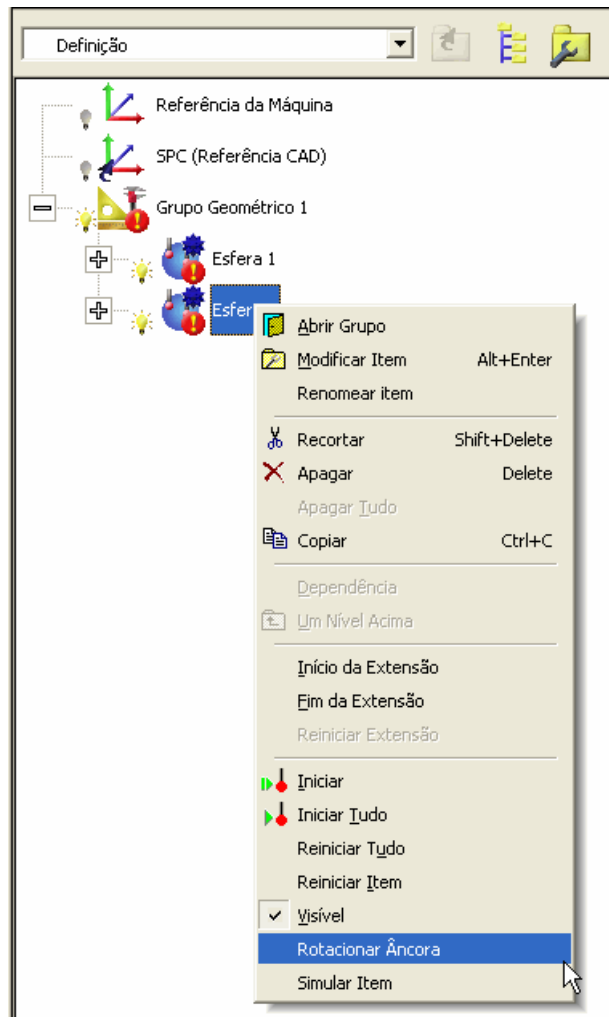 Definição
Referência da Máquina
SPC (Referência CAD)
Grupo Geométrico 1
Esfera 1
Esfer
Abrir Grupo
Modificar Item Alt+Enter
Renomear item
Recortar Shift+Delete
Apagar Delete
Apagar Tudo
Copiar Ctrl+C
Dependência
Um Nível Acima
Início da Extensão
Fim da Extensão
Reiniciar Extensão
Iniciar
Iniciar Tudo
Reiniciar Tudo
Reiniciar Item
Visível
Rotacionar Âncora
Simular Item